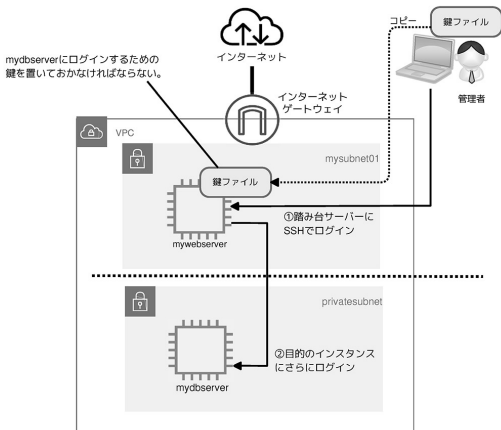 コピー
鍵ファイル
管理者
インターネット
mydbserverにログインするための
鍵を置いておかなければならない。
インターネット
ゲートウェイ
VPC
mysubnet01
鍵ファイル
mywebserver
①踏み台サーバーに
SSHでログイン
privatesubnet
mydbserver
②目的のインスタンス
にさらにログイン